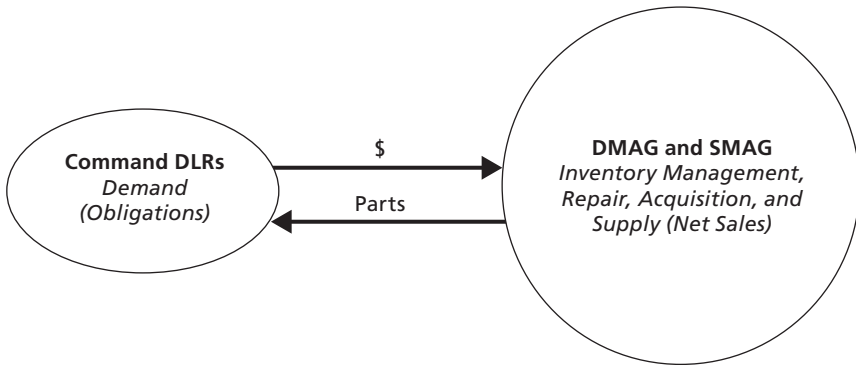 Command DLRs
Demand
(Obligations)
$
Parts
DMAG and SMAG
Inventory Management,
Repair, Acquisition, and
Supply (Net Sales)